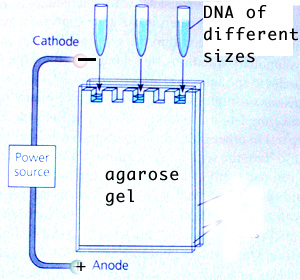 DNA of
different
sizes
Cathode
−
Power
source
agarose
gel
+
Anode